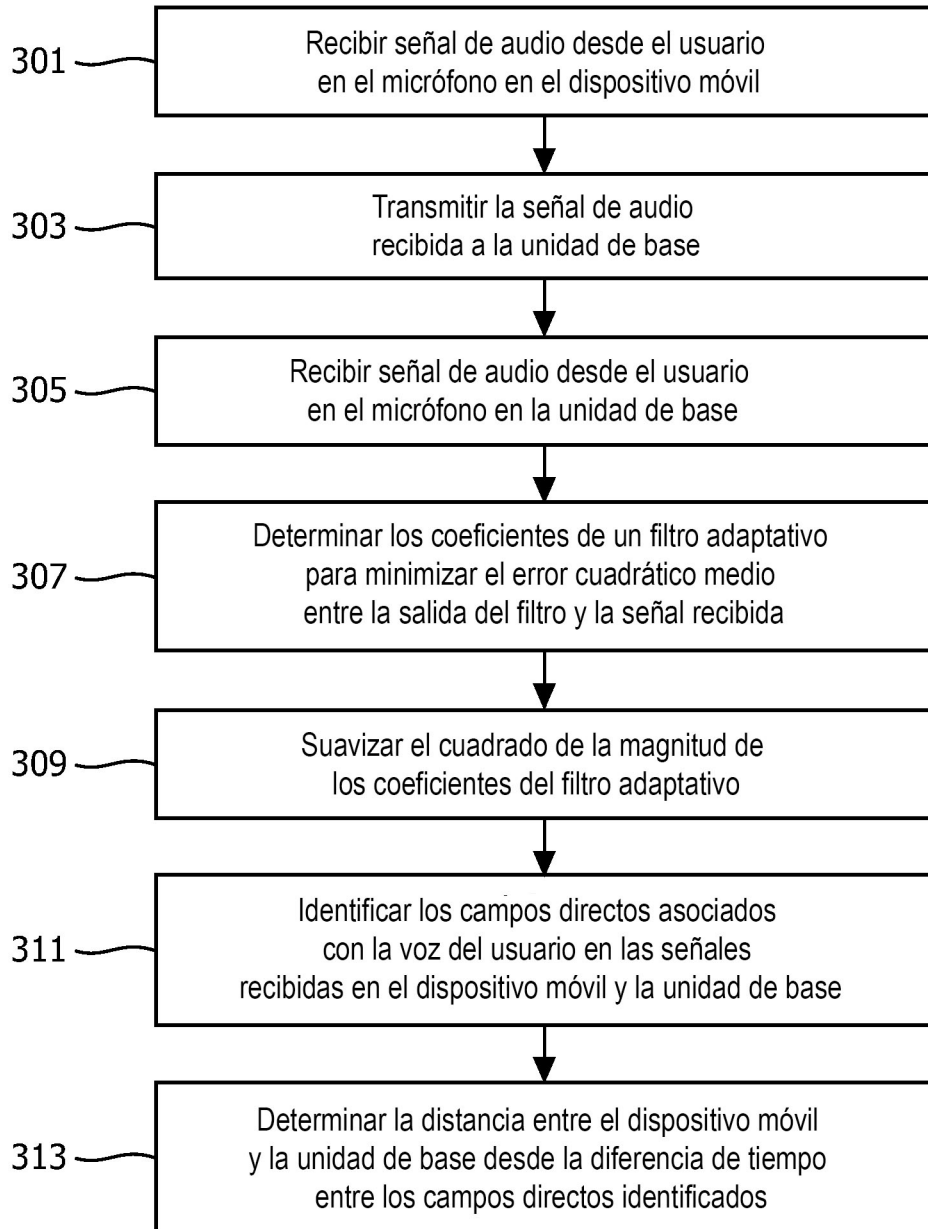 301
Recibir señal de audio desde el usuario
en el micrófono en el dispositivo móvil
303
Transmitir la señal de audio
recibida a la unidad de base
305
Recibir señal de audio desde el usuario
en el micrófono en la unidad de base
307
Determinar los coeficientes de un filtro adaptativo
para minimizar el error cuadrático medio
entre la salida del filtro y la señal recibida
309
Suavizar el cuadrado de la magnitud de
los coeficientes del filtro adaptativo
311
Identificar los campos directos asociados
con la voz del usuario en las señales
recibidas en el dispositivo móvil y la unidad de base
313
Determinar la distancia entre el dispositivo móvil
y la unidad de base desde la diferencia de tiempo
entre los campos directos identificados